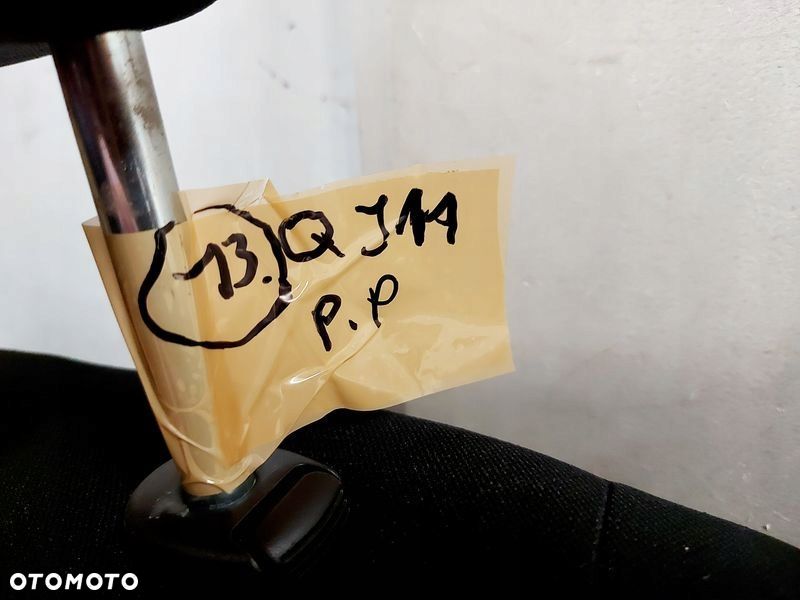 13. Q J11
P.P
OTOMOTO